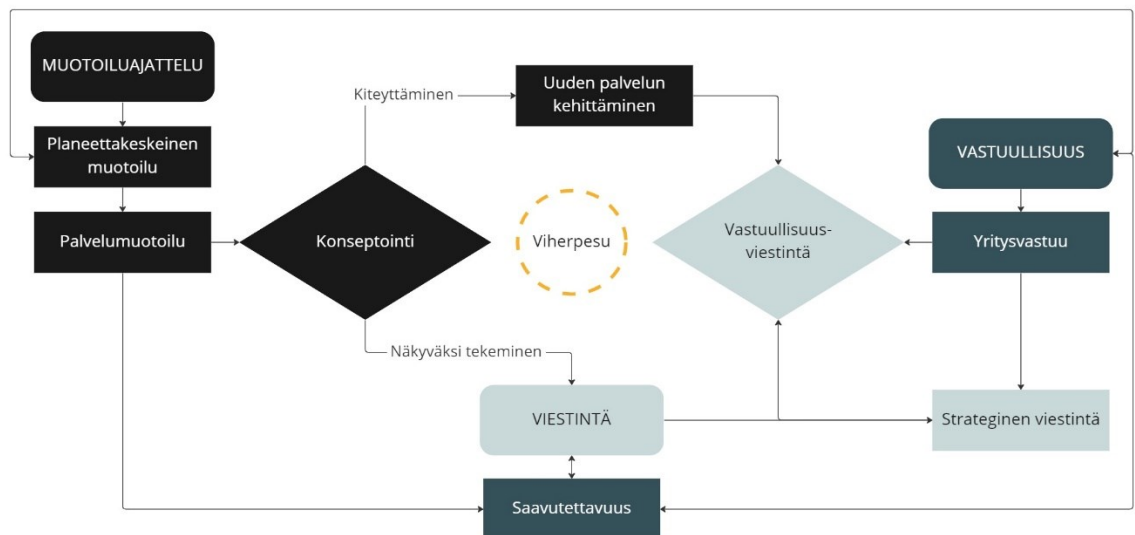 MUOTOILUAJATTELU
Planeettakeskeinen
muotoilu
Palvelumuotoilu
Konseptointi
Kiteyttäminen
Uuden palvelun
kehittäminen
Viherpesu
Vastuullisuus-
viestintä
VASTUULLISUUS
Yritysvastuu
Näkyväksi tekeminen
VIESTINTÄ
Strateginen viestintä
Saavutettavuus